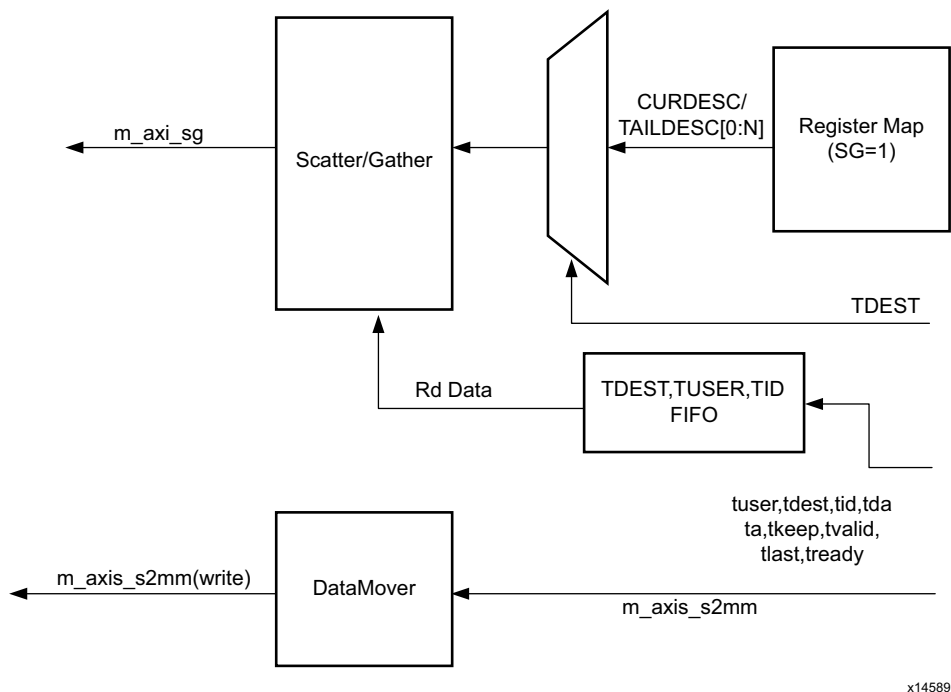 CURDESC/
TAILDESC[0:N]
Register Map
(SG=1)
m_axi_sg
Scatter/Gather
TDEST
Rd Data
TDEST,TUSER,TID
FIFO
tuser,tdest,tid,tda
ta,tkeep,tvalid,
tlast,tready
m_axis_s2mm(write)
DataMover
m_axis_s2mm
x14589